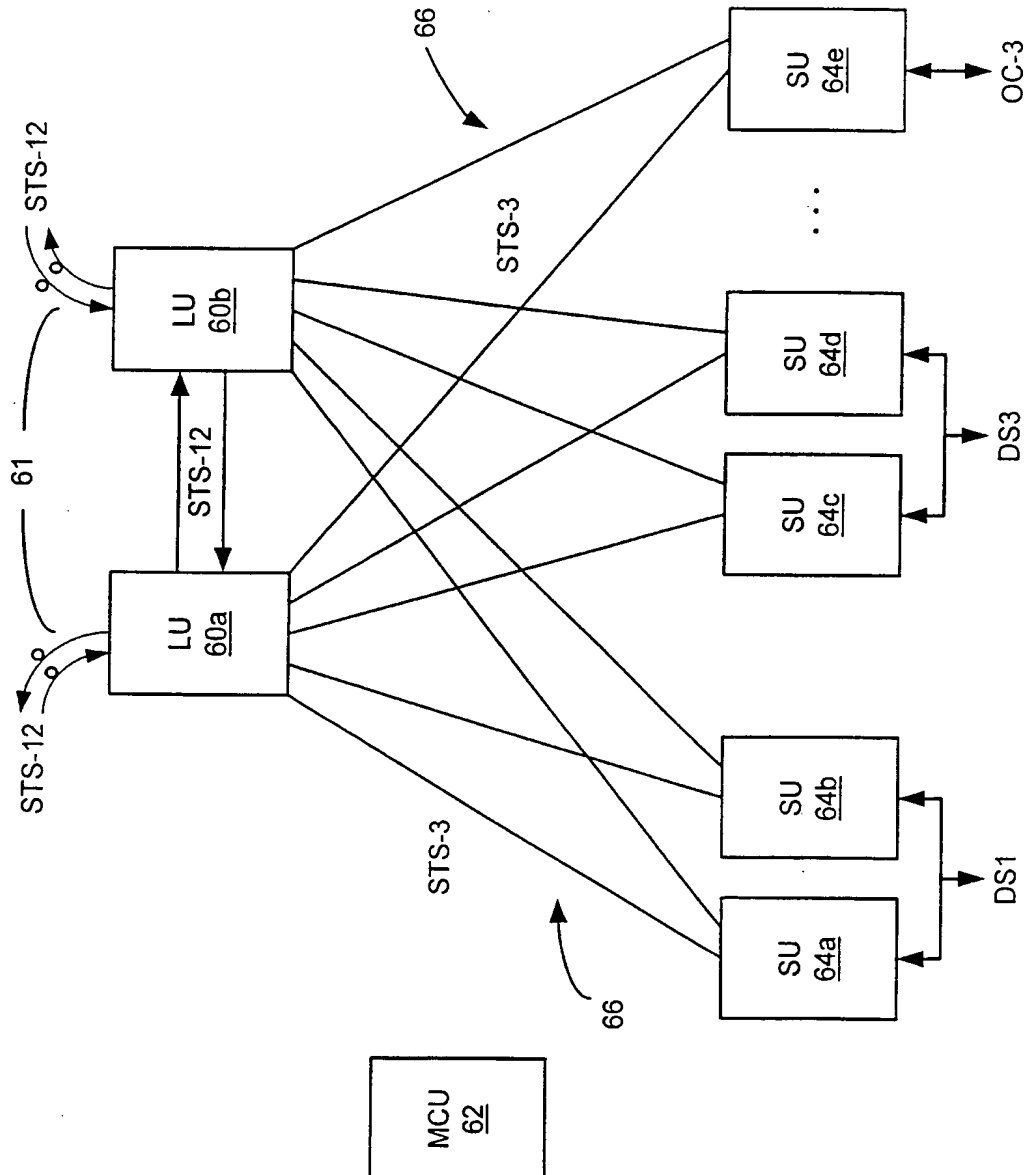 61
STS-12
STS-12
LU
60a
STS-12
LU
60b
66
MCU
62
66
STS-3
STS-3
SU
64a
SU
64b
SU
64c
SU
64d
...
SU
64e
DS1
DS3
OC-3